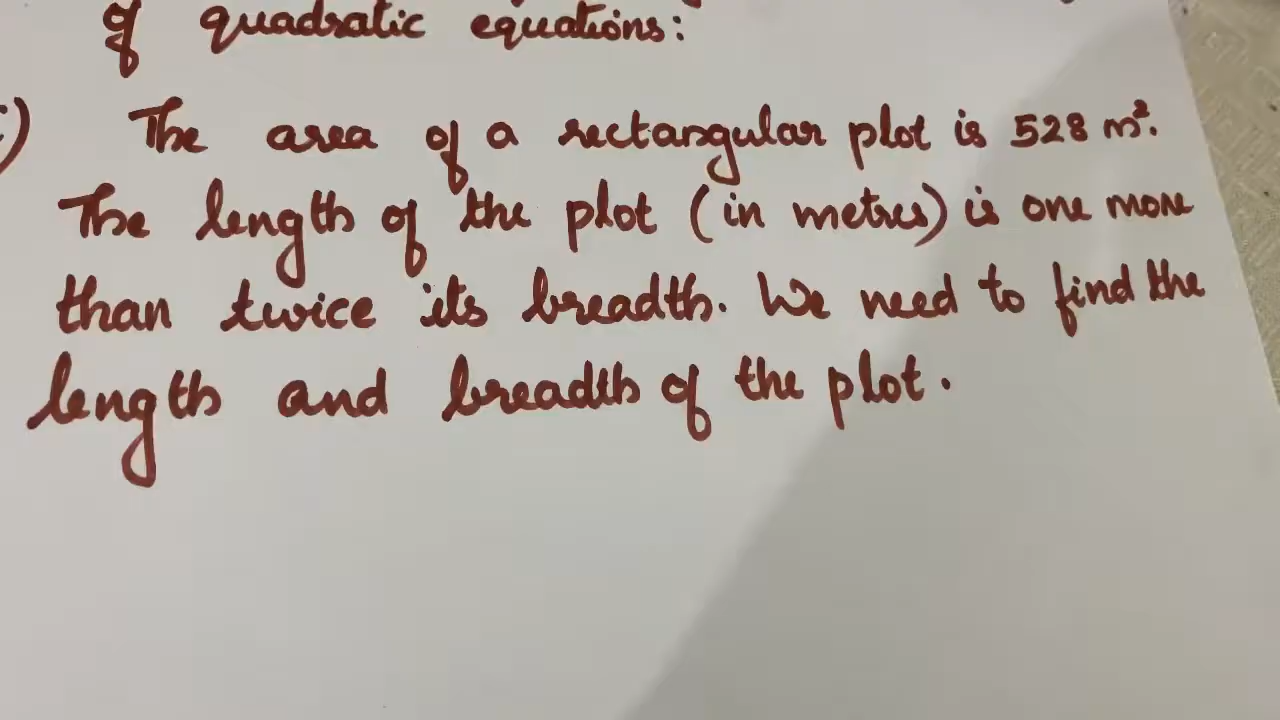 of quadratic equations:
) The area of a rectangular plot is 528 m².
The length of the plot (in metres) is one more
than twice its breadth. We need to find the
length and breadth of the plot.